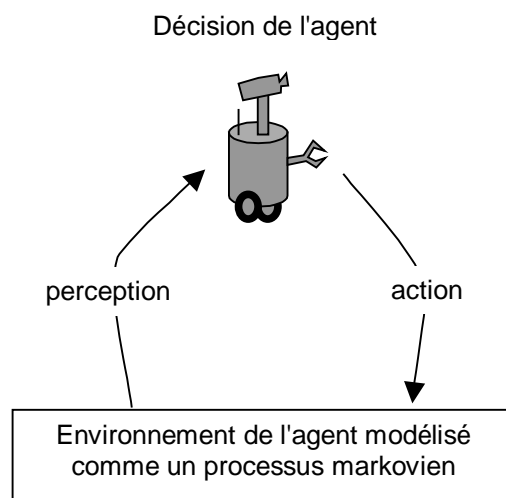 Décision de l'agent
perception
action
Environnement de l'agent modélisé
comme un processus markovien